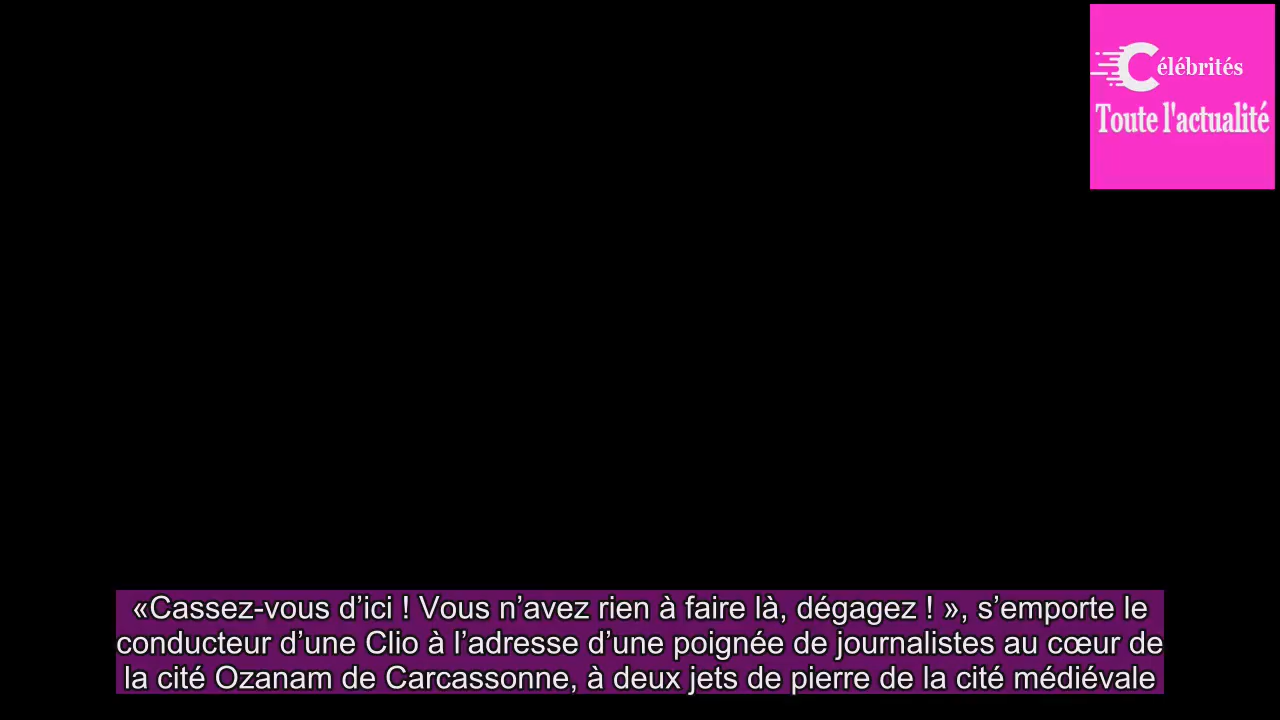 Célébrités
Toute l'actualité
«Cassez-vous d’ici ! Vous n’avez rien à faire là, dégagez ! », s’emporte le
conducteur d’une Clio à l’adresse d’une poignée de journalistes au cœur de
la cité Ozanam de Carcassonne, à deux jets de pierre de la cité médiévale